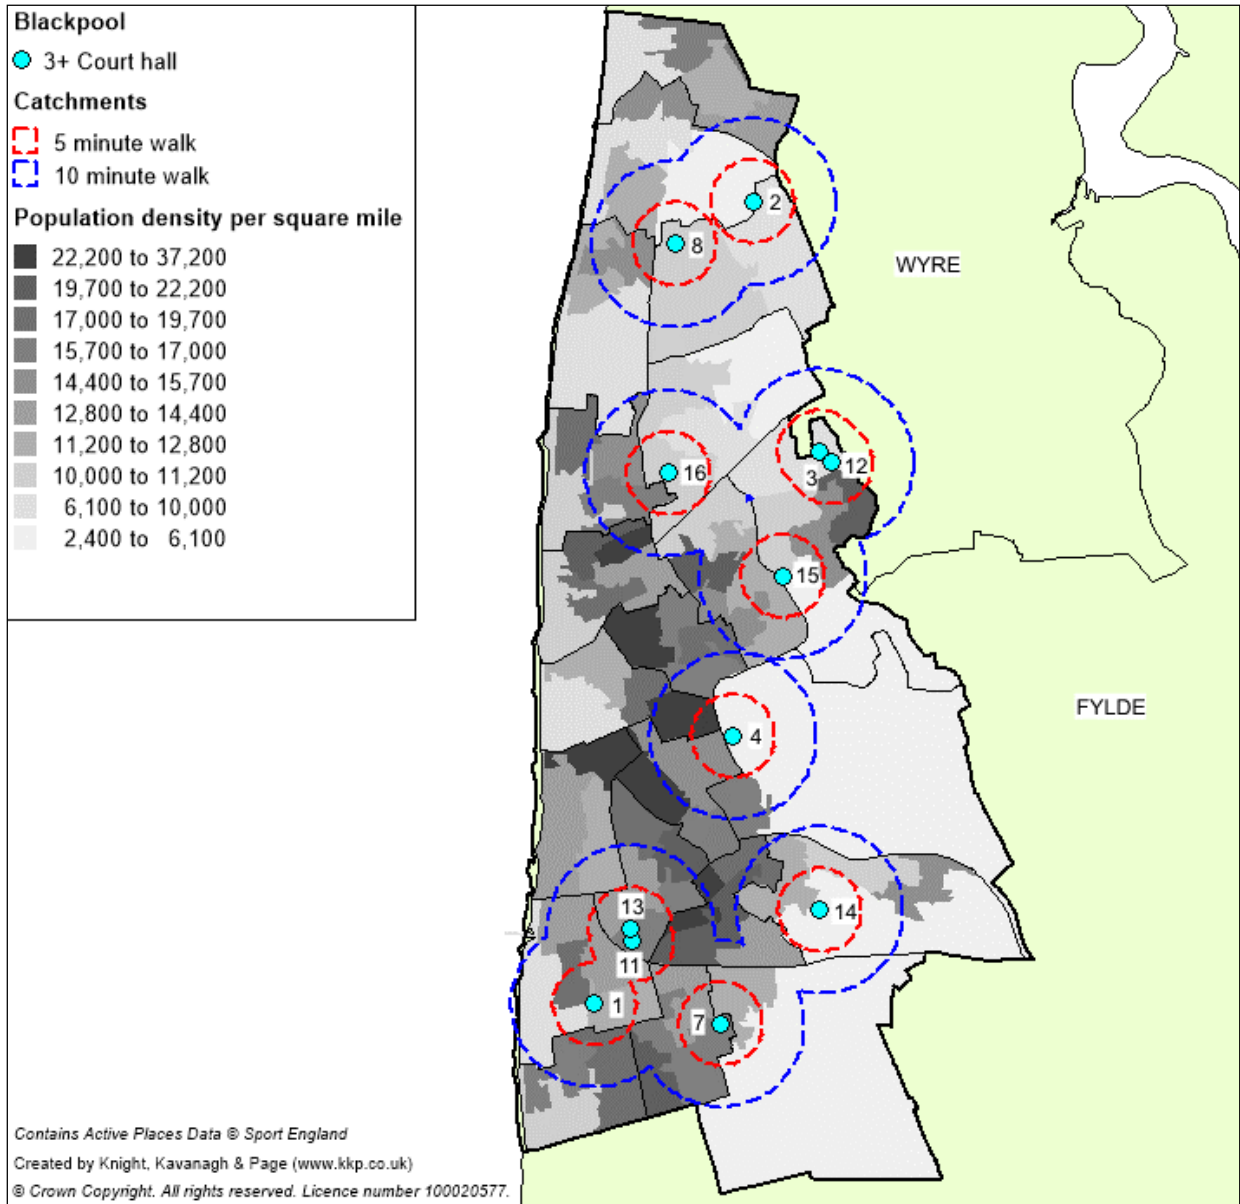 Blackpool
3+ Court hall
Catchments
5 minute walk
10 minute walk
Population density per square mile
22,200 to 37,200
19,700 to 22,200
17,000 to 19,700
15,700 to 17,000
14,400 to 15,700
12,800 to 14,400
11,200 to 12,800
10,000 to 11,200
6,100 to 10,000
2,400 to 6,100
2
8
WYRE
16
3
12
15
FYLDE
4
13
14
11
1
7
Contains Active Places Data © Sport England
Created by Knight, Kavanagh & Page (www.kkp.co.uk)
© Crown Copyright. All rights reserved. Licence number 100020577.